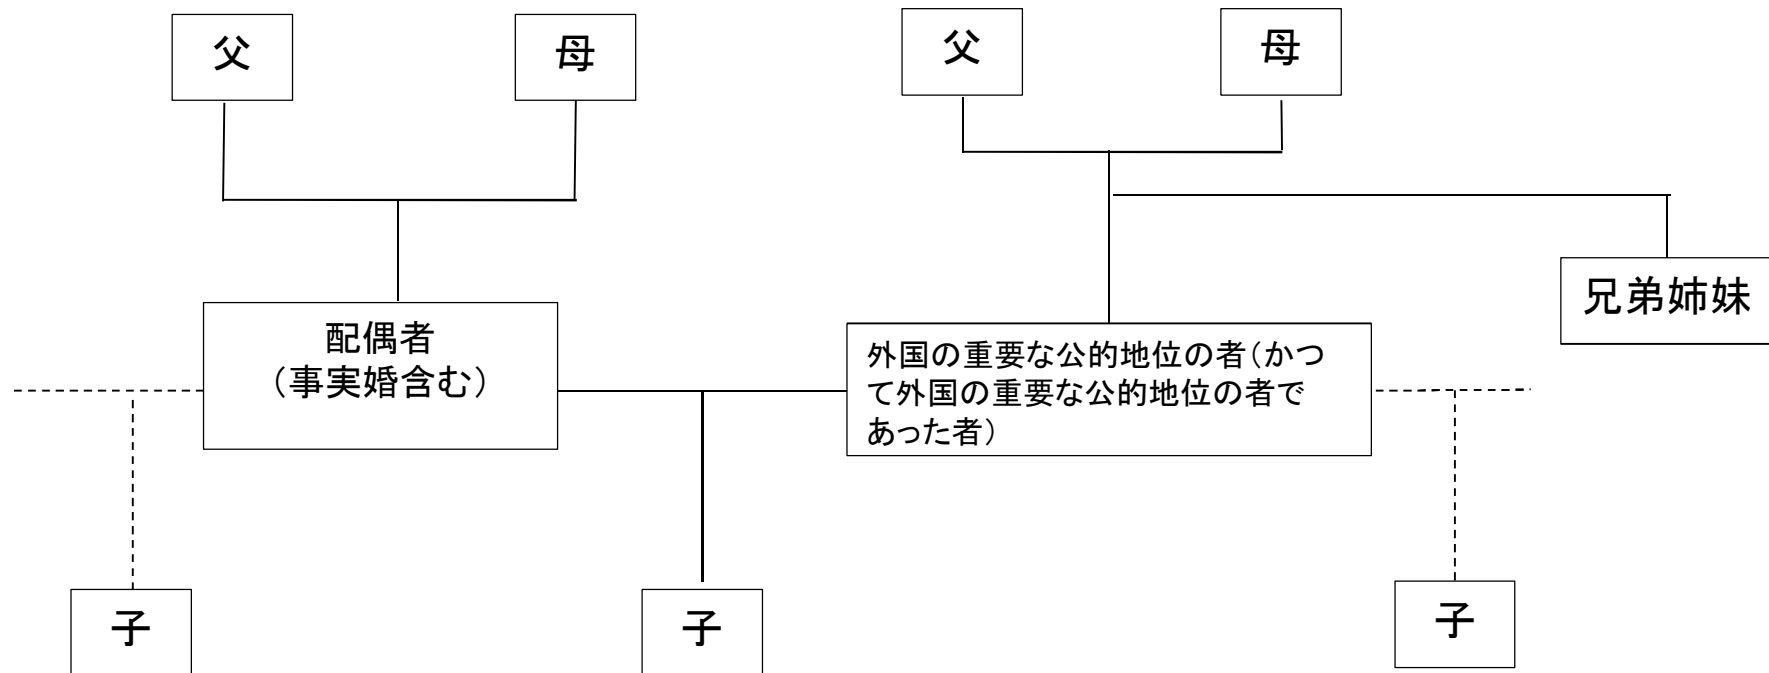 父
母
父
母
兄弟姉妹
配偶者
（事実婚含む）
外国の重要な公的地位の者（かつ
て外国の重要な公的地位の者で
あった者）
子
子
子